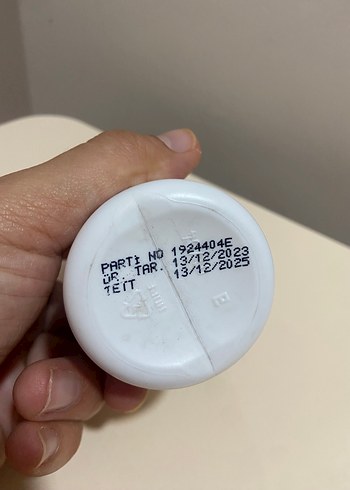 PARTİ NO 1924404E
ÜR. TAR. 13/12/2023
TETT 13/12/2025